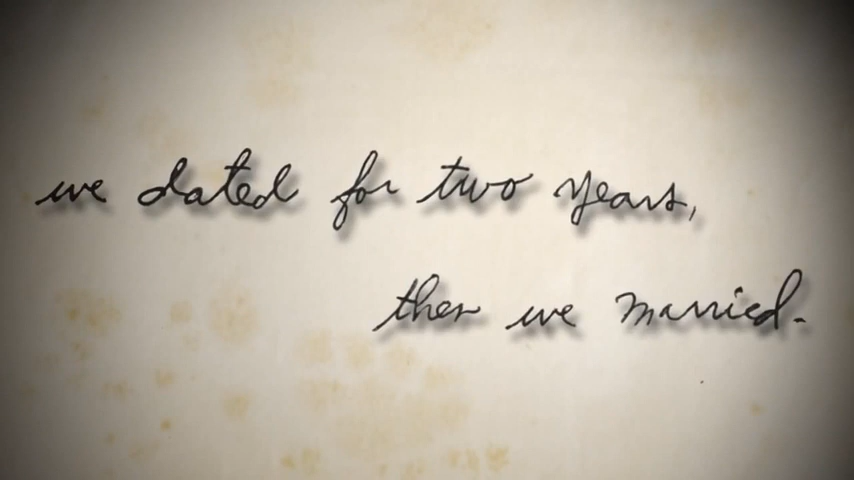 we dated for two years,
then we married.